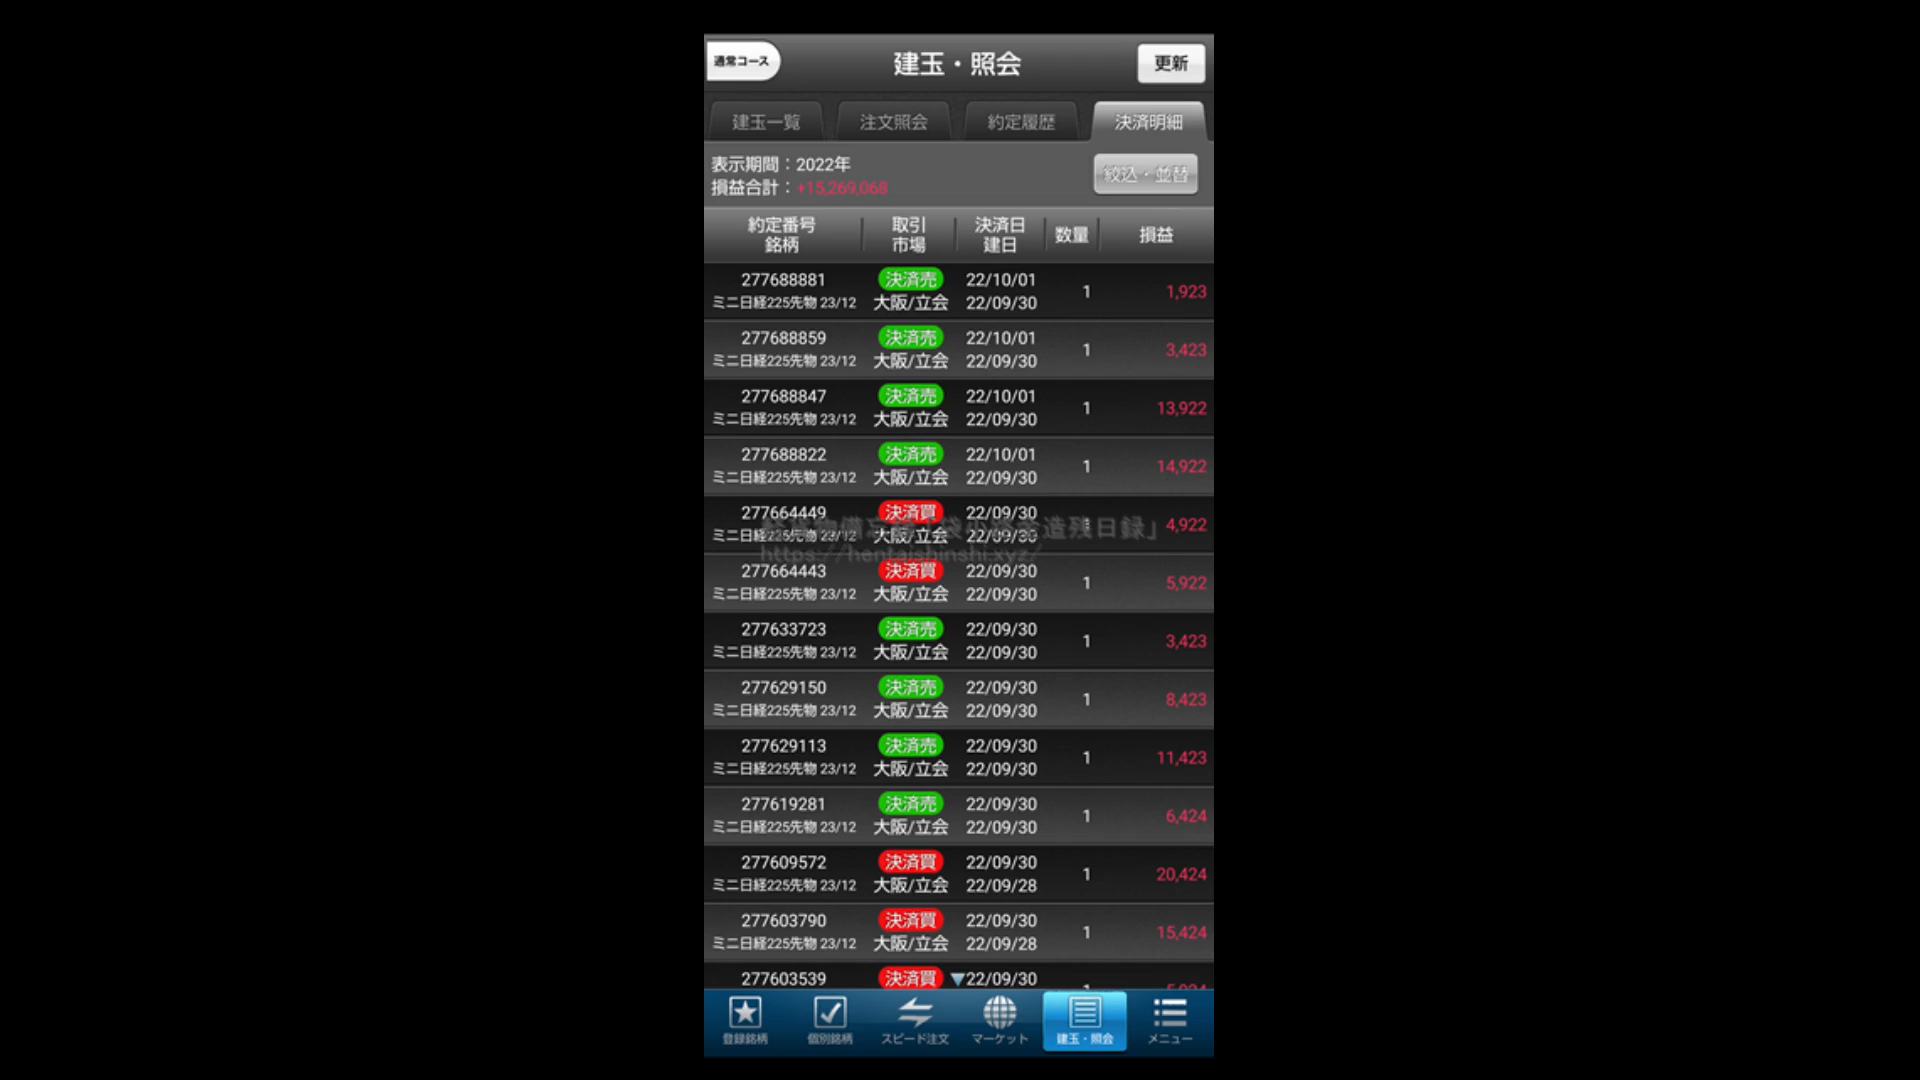 通常コース
建玉・照会
更新
建玉一覧 注文照会 約定履歴 決済明細
表示期間：2022年
絞込・並替
損益合計：+15,269,068
約定番号 取引 決済日 数量 損益
銘柄 市場 建日
277688881 決済売 22/10/01
ミニ日経225先物 23/12 大阪/立会 22/09/30 1 1,923
277688859 決済売 22/10/01
ミニ日経225先物 23/12 大阪/立会 22/09/30 1 3,423
277688847 決済売 22/10/01
ミニ日経225先物 23/12 大阪/立会 22/09/30 1 13,922
277688822 決済売 22/10/01
ミニ日経225先物 23/12 大阪/立会 22/09/30 1 14,922
277664449 決済買 22/09/30
ミニ日経225先物 23/12 大阪/立会 22/09/30 4,922
造残日録」
https://hentaishinshi.xyz/
277664443 決済買 22/09/30
ミニ日経225先物 23/12 大阪/立会 22/09/30 1 5,922
277633723 決済売 22/09/30
ミニ日経225先物 23/12 大阪/立会 22/09/30 1 3,423
277629150 決済売 22/09/30
ミニ日経225先物 23/12 大阪/立会 22/09/30 1 8,423
277629113 決済売 22/09/30
ミニ日経225先物 23/12 大阪/立会 22/09/30 1 11,423
277619281 決済売 22/09/30
ミニ日経225先物 23/12 大阪/立会 22/09/30 1 6,424
277609572 決済買 22/09/30
ミニ日経225先物 23/12 大阪/立会 22/09/28 1 20,424
277603790 決済買 22/09/30
ミニ日経225先物 23/12 大阪/立会 22/09/28 1 15,424
277603539 決済買 ▼22/09/30
登録銘柄 個別銘柄 スピード注文 マーケット 建玉・照会 メニュー